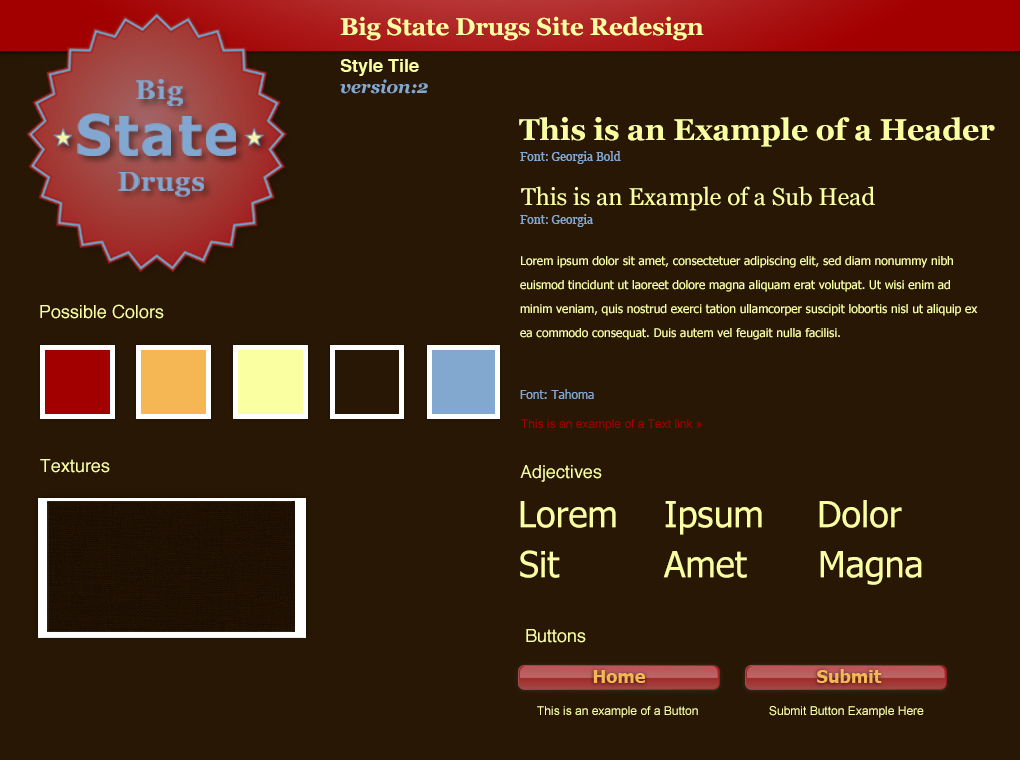 Big State Drugs Site Redesign
Style Tile
version:2
Big
State
Drugs
This is an Example of a Header
Font: Georgia Bold
This is an Example of a Sub Head
Font: Georgia
Lorem ipsum dolor sit amet, consectetuer adipiscing elit, sed diam nonummy nibh
euismod tincidunt ut laoreet dolore magna aliquam erat volutpat. Ut wisi enim ad
minim veniam, quis nostrud exerci tation ullamcorper suscipit lobortis nisl ut aliquip ex
ea commodo consequat. Duis autem vel feugait nulla facilisi.
Font: Tahoma
This is an example of a Text link »
Possible Colors
Textures
Adjectives
Lorem Ipsum Dolor
Sit Amet Magna
Buttons
Home Submit
This is an example of a Button Submit Button Example Here